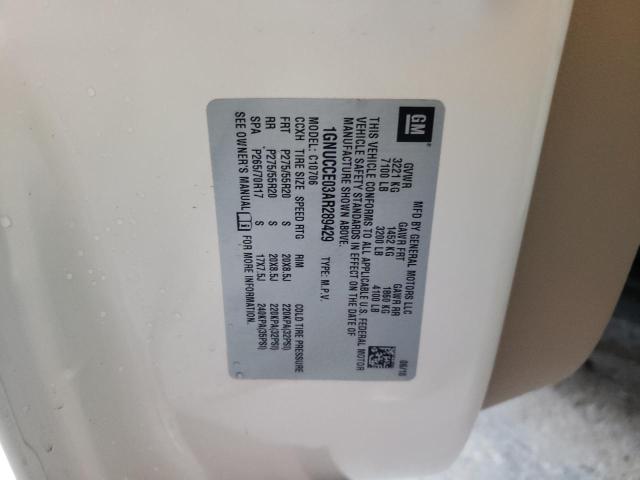 GM
MFD BY GENERAL MOTORS LLC
06/10
GVWR GAWR FRT GAWR RR
3221 KG 1452 KG 1860 KG
7100 LB 3200 LB 4100 LB
THIS VEHICLE CONFORMS TO ALL APPLICABLE U.S. FEDERAL MOTOR
VEHICLE SAFETY STANDARDS IN EFFECT ON THE DATE OF
MANUFACTURE SHOWN ABOVE.
1GNUCCE03AR289429 TYPE: M.P.V.
MODEL: C10706
CCXH TIRE SIZE SPEED RTG RIM COLD TIRE PRESSURE
FRT P275/55R20 S 20X8.5J 220KPA(32PSI)
RR P275/55R20 S 20X8.5J 220KPA(32PSI)
SPA P265/70R17 S 17X7.5J 240KPA(35PSI)
SEE OWNER'S MANUAL FOR MORE INFORMATION.